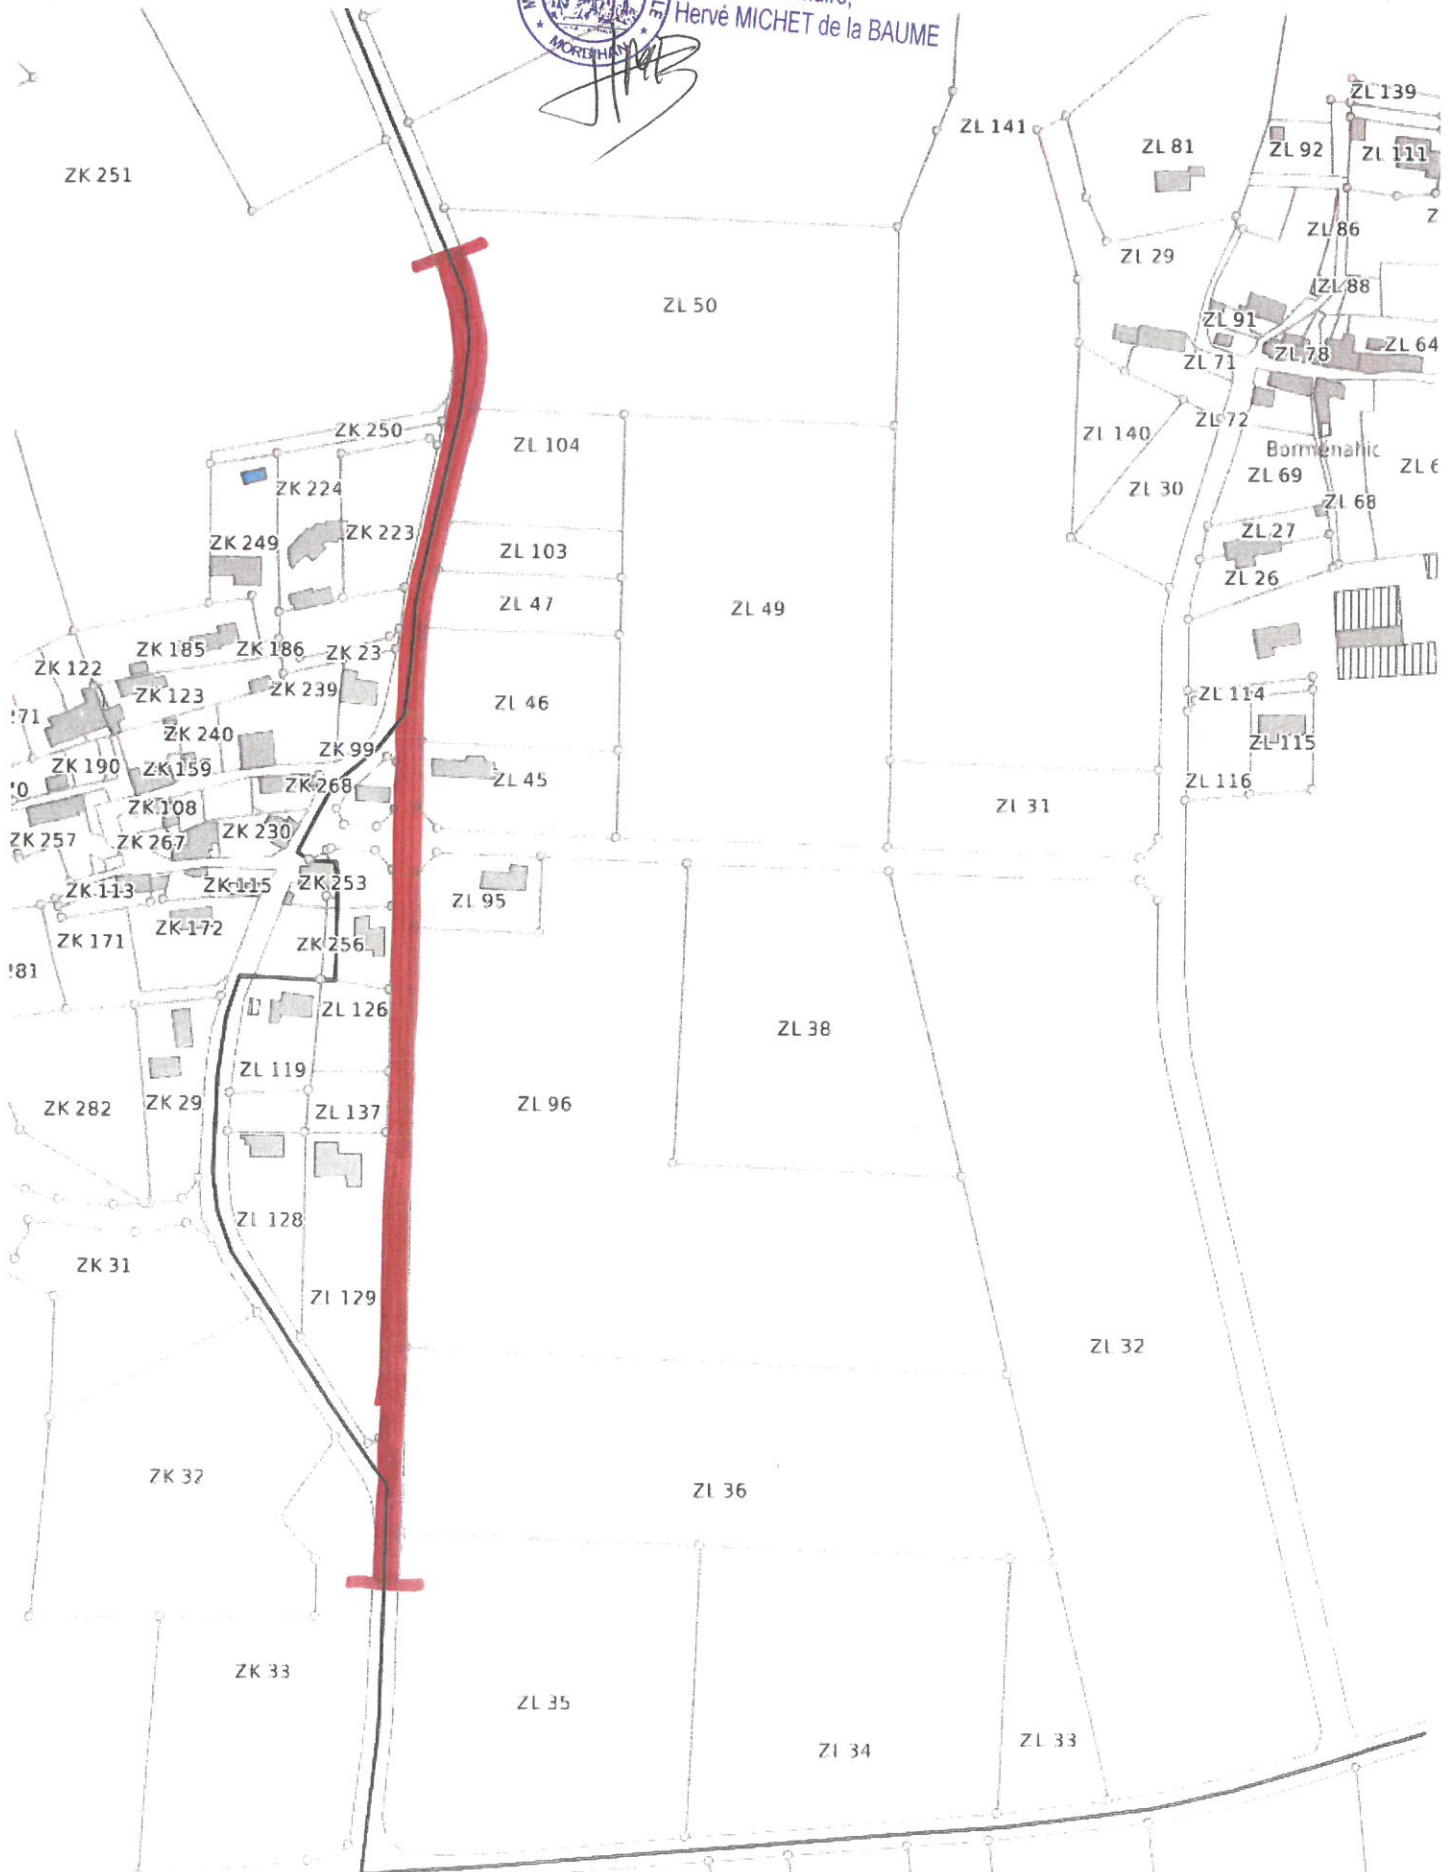 Hervé MICHET de la BAUME
MORBIHAN
ZL 139
ZL 141
ZL 81
ZL 92
ZL 111
ZK 251
ZL 86
ZL 29
ZL 88
ZL 50
ZL 91
ZL 78
ZL 64
ZL 71
ZK 250
ZL 104
ZL 140
ZL 72
Borménahic
ZL 69
ZK 224
ZL 30
ZL 68
ZK 249
ZK 223
ZL 103
ZL 27
ZL 26
ZL 47
ZL 49
ZK 185
ZK 186
ZK 23
ZK 122
ZK 123
ZK 239
ZL 46
ZL 114
ZK 240
ZK 99
ZL 115
ZK 190
ZK 159
ZK 268
ZL 45
ZL 116
ZK 108
ZL 31
ZK 257
ZK 267
ZK 230
ZK 113
ZK 115
ZK 253
ZL 95
ZK 171
ZK 172
ZK 256
ZL 126
ZL 38
ZL 119
ZK 282
ZK 29
ZL 137
ZL 96
ZL 128
ZK 31
ZL 129
ZL 32
ZK 32
ZL 36
ZK 33
ZL 35
ZL 34
ZL 33